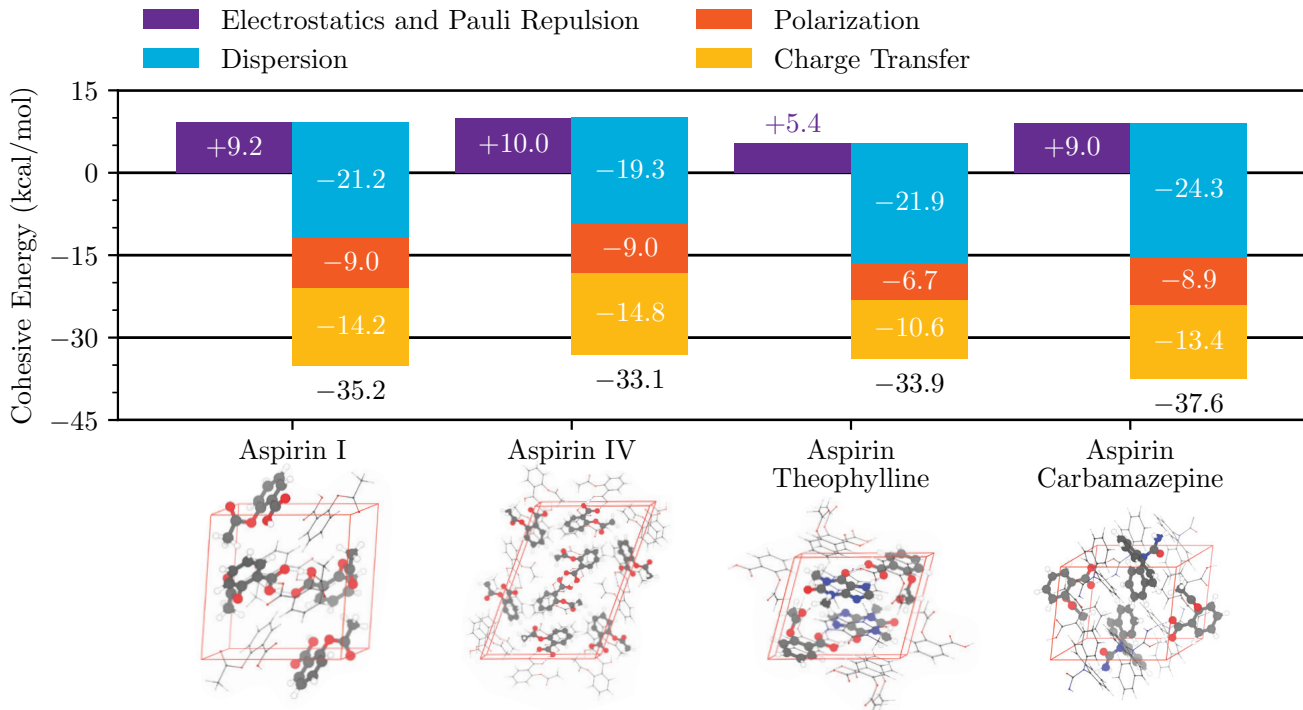 Electrostatics and Pauli Repulsion
Polarization
Dispersion
Charge Transfer
Cohesive Energy (kcal/mol)
15
0
−15
−30
−45
+9.2
−21.2
−9.0
−14.2
−35.2
+10.0
−19.3
−9.0
−14.8
−33.1
+5.4
−21.9
−6.7
−10.6
−33.9
+9.0
−24.3
−8.9
−13.4
−37.6
Aspirin I
Aspirin IV
Aspirin
Theophylline
Aspirin
Carbamazepine